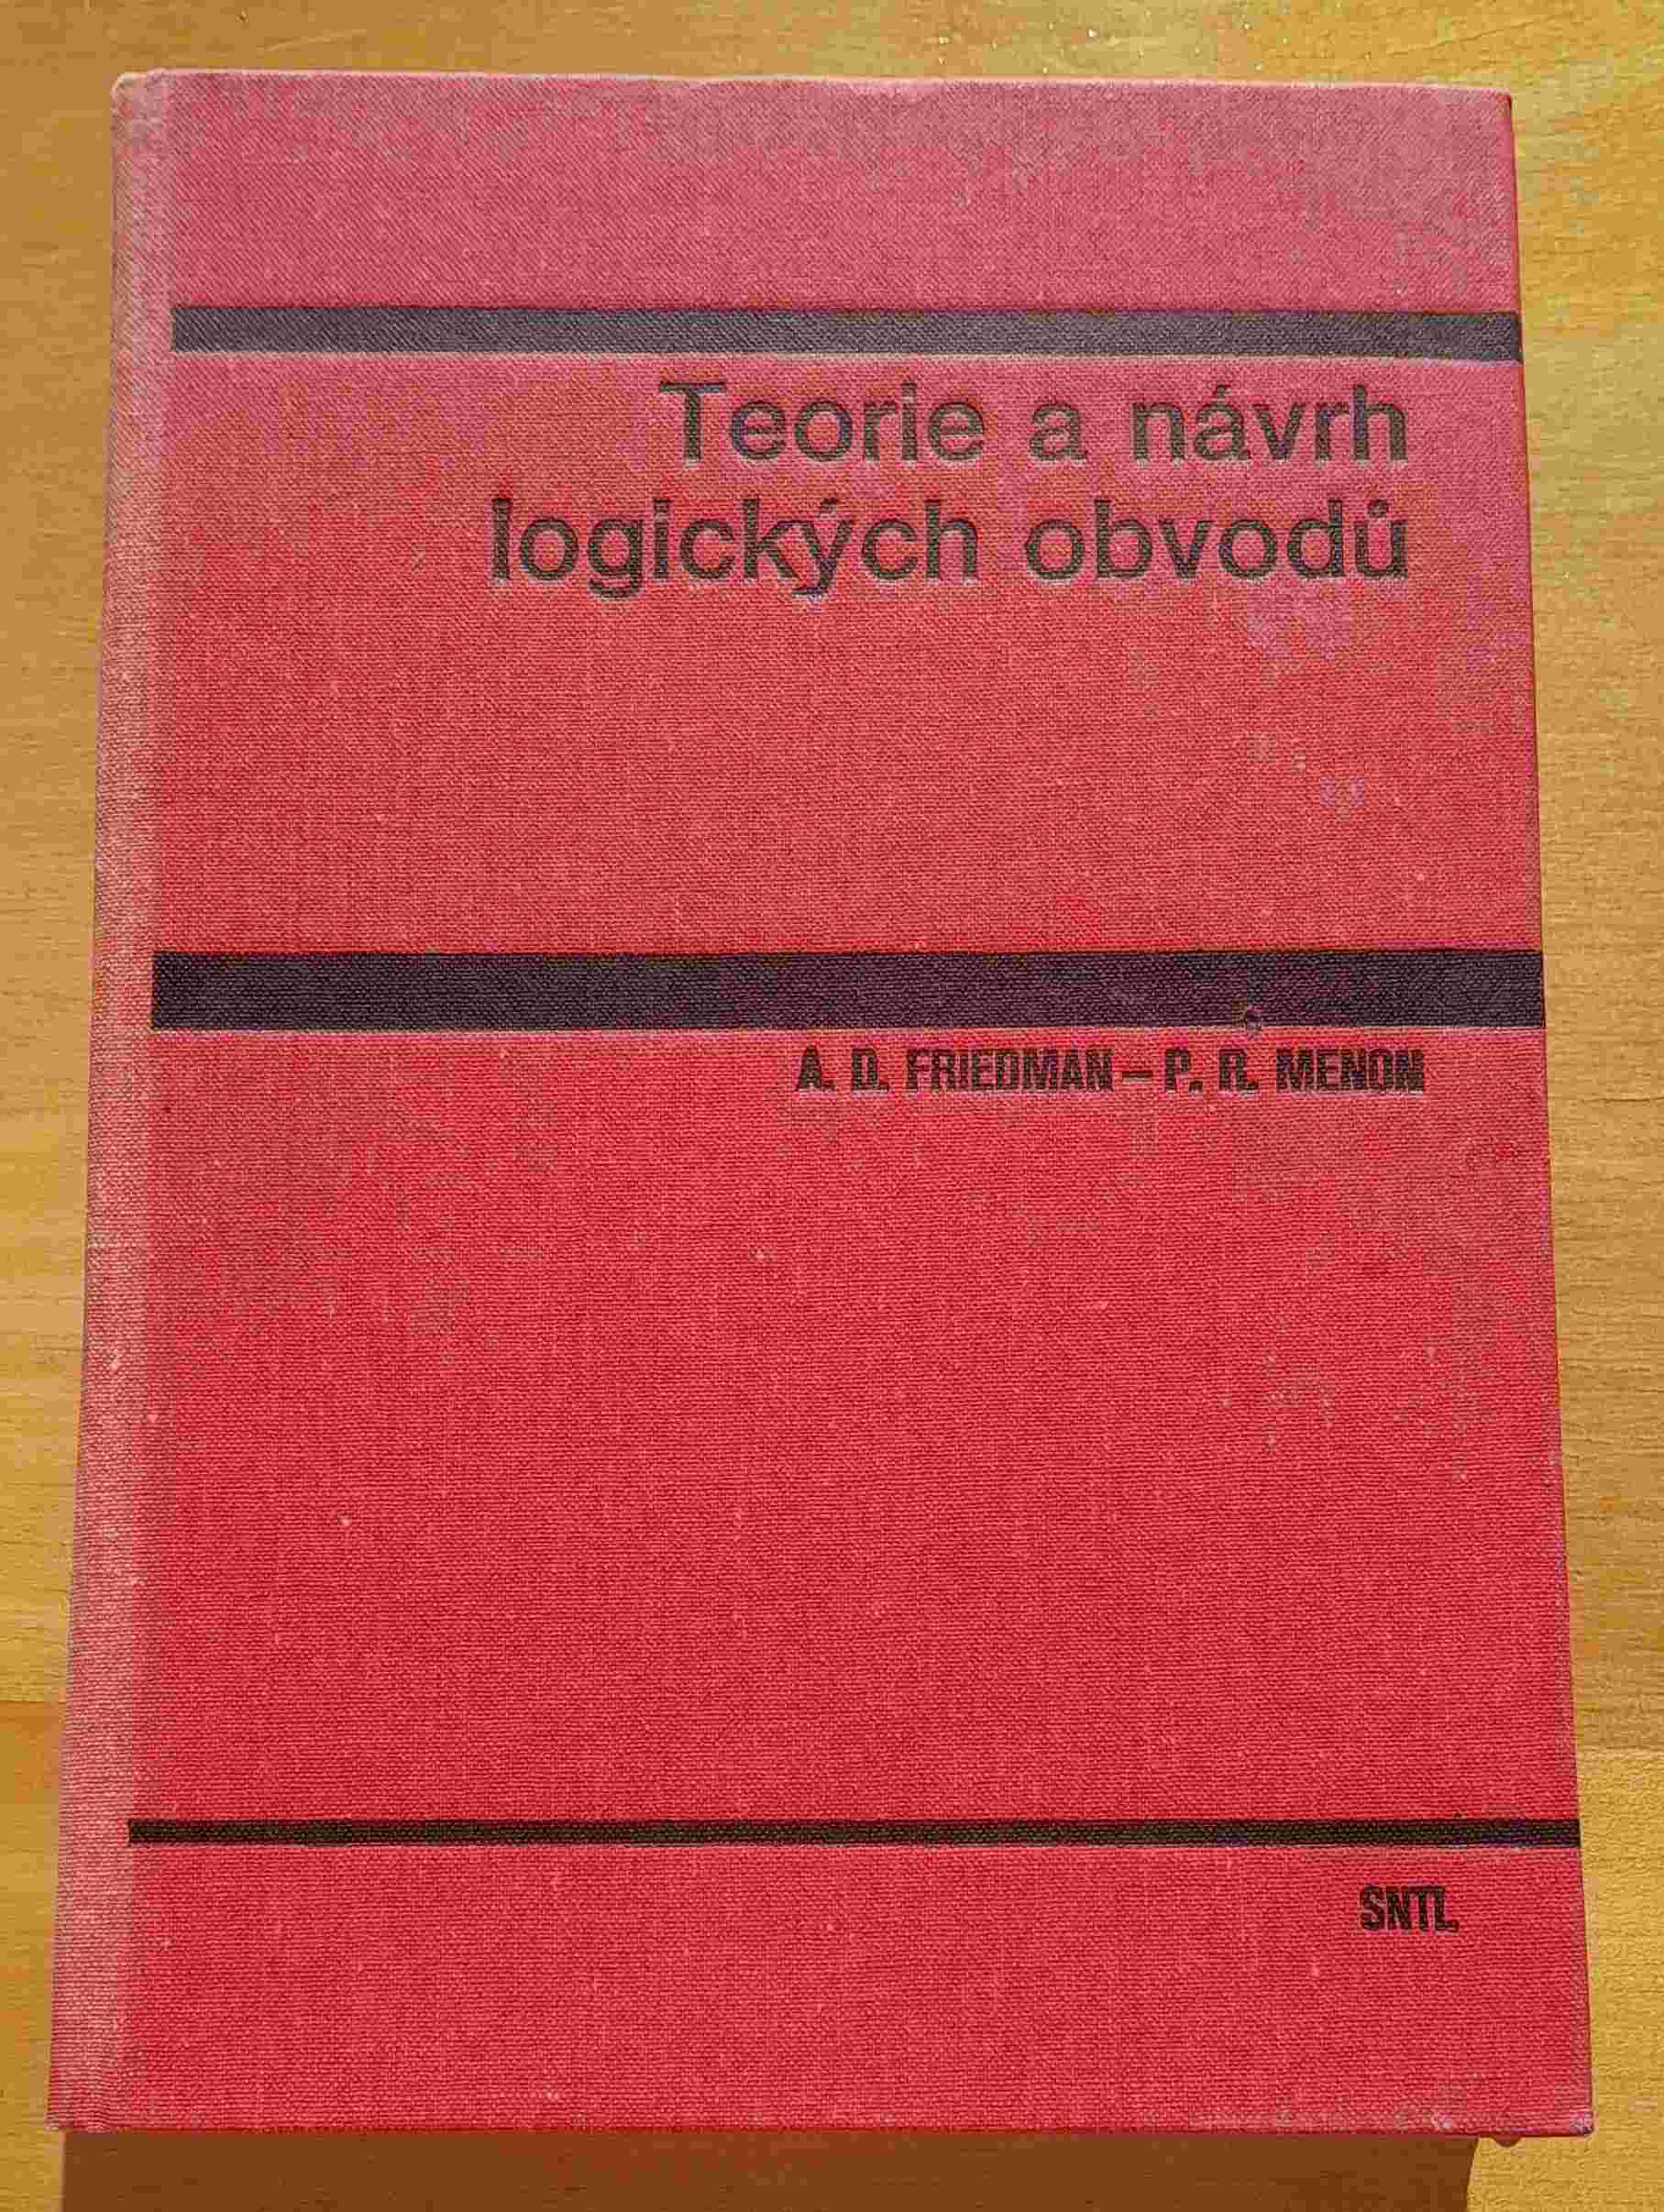 Teorie a návrh
logických obvodů
A. D. FRIEDMAN – P. R. MENON
SNTL